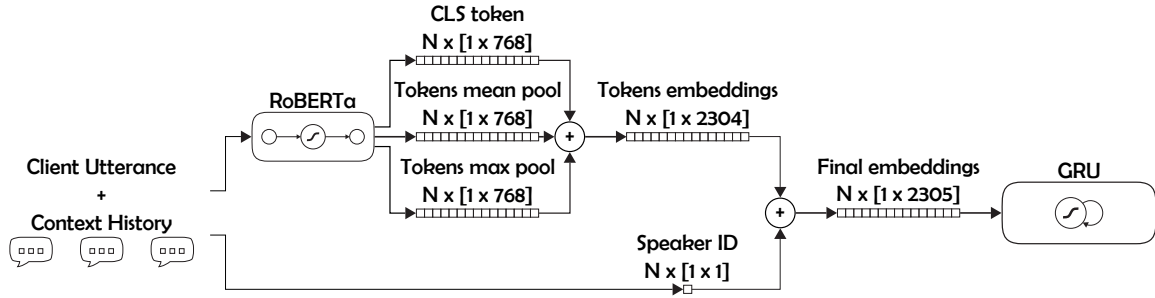 Client Utterance
+
Context History
RoBERTa
CLS token
N x [1 x 768]
Tokens mean pool
N x [1 x 768]
Tokens max pool
N x [1 x 768]
+
Tokens embeddings
N x [1 x 2304]
Speaker ID
N x [1 x 1]
+
Final embeddings
N x [1 x 2305]
GRU